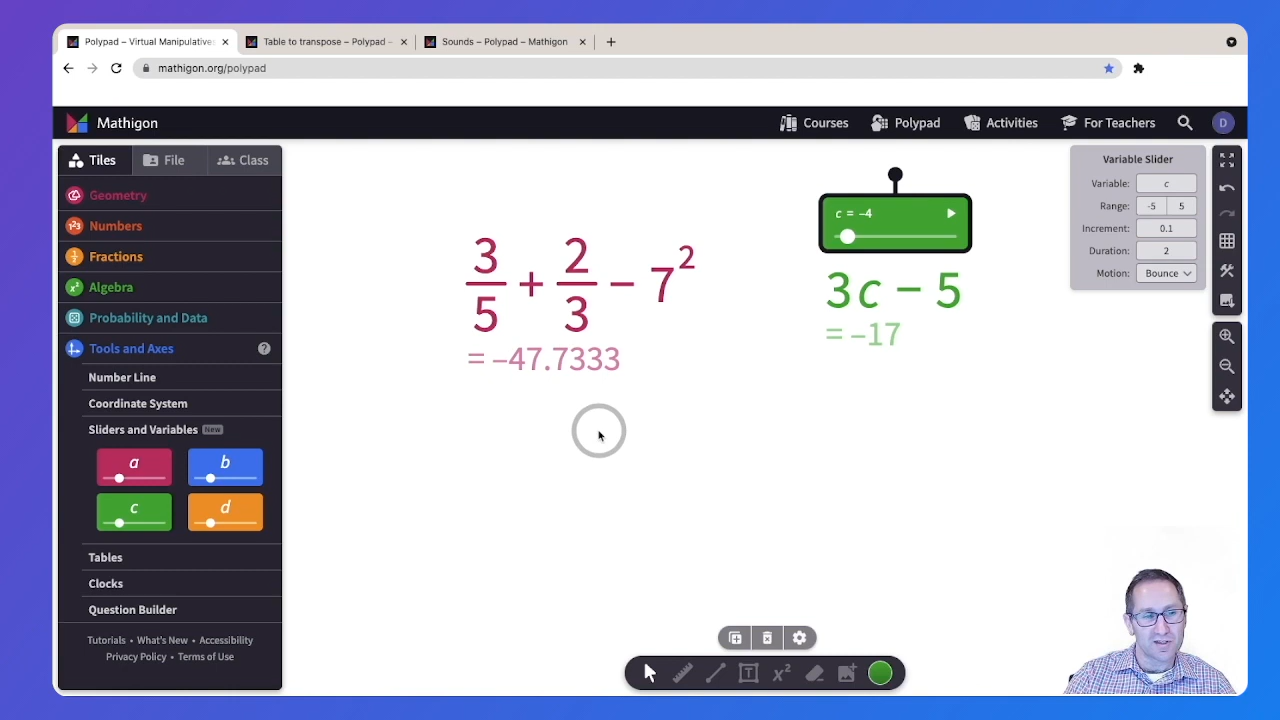 Polypad – Virtual Manipulatives
Table to transpose – Polypad –
Sounds – Polypad – Mathigon
mathigon.org/polypad
Mathigon
Courses
Polypad
Activities
For Teachers
D
Tiles
File
Class
Geometry
Numbers
Fractions
Algebra
Probability and Data
Tools and Axes
?
Number Line
Coordinate System
Sliders and Variables New
a
b
c
d
Tables
Clocks
Question Builder
Tutorials • What's New • Accessibility
Privacy Policy • Terms of Use
3/5 + 2/3 − 7²
= −47.7333
c = −4
3c − 5
= −17
Variable Slider
Variable: c
Range: -5 5
Increment: 0.1
Duration: 2
Motion: Bounce
T
x²